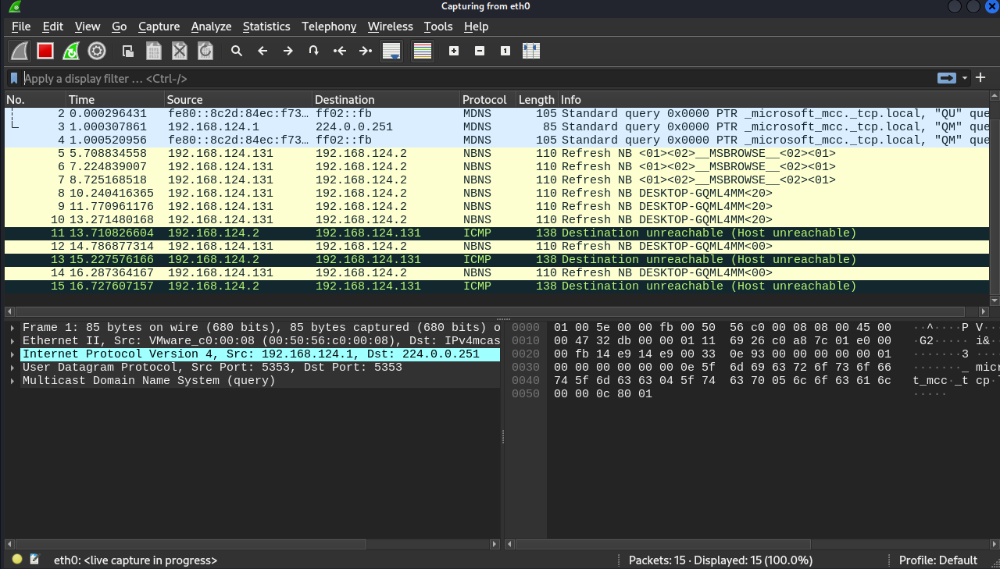 Capturing from eth0
File Edit View Go Capture Analyze Statistics Telephony Wireless Tools Help
Apply a display filter … <Ctrl-/>
No. Time Source Destination Protocol Length Info
2 0.000296431 fe80::8c2d:84ec:f73… ff02::fb MDNS 105 Standard query 0x0000 PTR _microsoft_mcc._tcp.local, "QU" que
3 1.000307861 192.168.124.1 224.0.0.251 MDNS 85 Standard query 0x0000 PTR _microsoft_mcc._tcp.local, "QM" que
4 1.000520956 fe80::8c2d:84ec:f73… ff02::fb MDNS 105 Standard query 0x0000 PTR _microsoft_mcc._tcp.local, "QM" que
5 5.708834558 192.168.124.131 192.168.124.2 NBNS 110 Refresh NB <01><02>__MSBROWSE__<02><01>
6 7.224839007 192.168.124.131 192.168.124.2 NBNS 110 Refresh NB <01><02>__MSBROWSE__<02><01>
7 8.725168518 192.168.124.131 192.168.124.2 NBNS 110 Refresh NB <01><02>__MSBROWSE__<02><01>
8 10.240416365 192.168.124.131 192.168.124.2 NBNS 110 Refresh NB DESKTOP-GQML4MM<20>
9 11.770961176 192.168.124.131 192.168.124.2 NBNS 110 Refresh NB DESKTOP-GQML4MM<20>
10 13.271480168 192.168.124.131 192.168.124.2 NBNS 110 Refresh NB DESKTOP-GQML4MM<20>
11 13.710826604 192.168.124.2 192.168.124.131 ICMP 138 Destination unreachable (Host unreachable)
12 14.786877314 192.168.124.131 192.168.124.2 NBNS 110 Refresh NB DESKTOP-GQML4MM<00>
13 15.227576166 192.168.124.2 192.168.124.131 ICMP 138 Destination unreachable (Host unreachable)
14 16.287364167 192.168.124.131 192.168.124.2 NBNS 110 Refresh NB DESKTOP-GQML4MM<00>
15 16.727607157 192.168.124.2 192.168.124.131 ICMP 138 Destination unreachable (Host unreachable)
Frame 1: 85 bytes on wire (680 bits), 85 bytes captured (680 bits) o
Ethernet II, Src: VMware_c0:00:08 (00:50:56:c0:00:08), Dst: IPv4mcas
Internet Protocol Version 4, Src: 192.168.124.1, Dst: 224.0.0.251
User Datagram Protocol, Src Port: 5353, Dst Port: 5353
Multicast Domain Name System (query)
0000 01 00 5e 00 00 fb 00 50 56 c0 00 08 08 00 45 00 ··^····P V·····
0010 00 47 32 db 00 00 01 11 69 26 c0 a8 7c 01 e0 00 ·G2····· i&
0020 00 fb 14 e9 14 e9 00 33 0e 93 00 00 00 00 00 01 ·······3 ·····
0030 00 00 00 00 00 00 0e 5f 6d 69 63 72 6f 73 6f 66 ·······_ micr
0040 74 5f 6d 63 63 04 5f 74 63 70 05 6c 6f 63 61 6c t_mcc·_t cp·l
0050 00 00 0c 80 01 ·····
eth0: <live capture in progress>
Packets: 15 · Displayed: 15 (100.0%)
Profile: Default